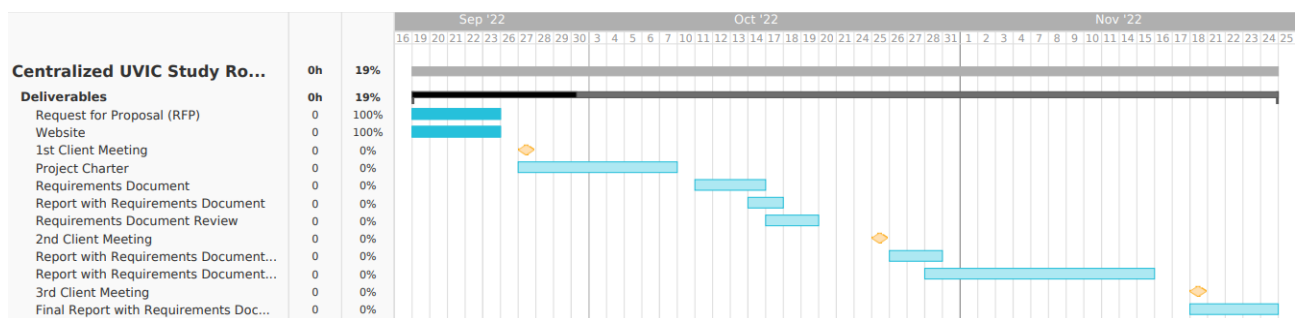 Sep '22 Oct '22 Nov '22
16 19 20 21 22 23 26 27 28 29 30 3 4 5 6 7 10 11 12 13 14 17 18 19 20 21 24 25 26 27 28 31 1 2 3 4 7 8 9 10 11 14 15 16 17 18 21 22 23 24 25
Centralized UVIC Study Ro... 0h 19%
Deliverables 0h 19%
Request for Proposal (RFP) 0 100%
Website 0 100%
1st Client Meeting 0 0%
Project Charter 0 0%
Requirements Document 0 0%
Report with Requirements Document 0 0%
Requirements Document Review 0 0%
2nd Client Meeting 0 0%
Report with Requirements Document... 0 0%
Report with Requirements Document... 0 0%
3rd Client Meeting 0 0%
Final Report with Requirements Doc... 0 0%